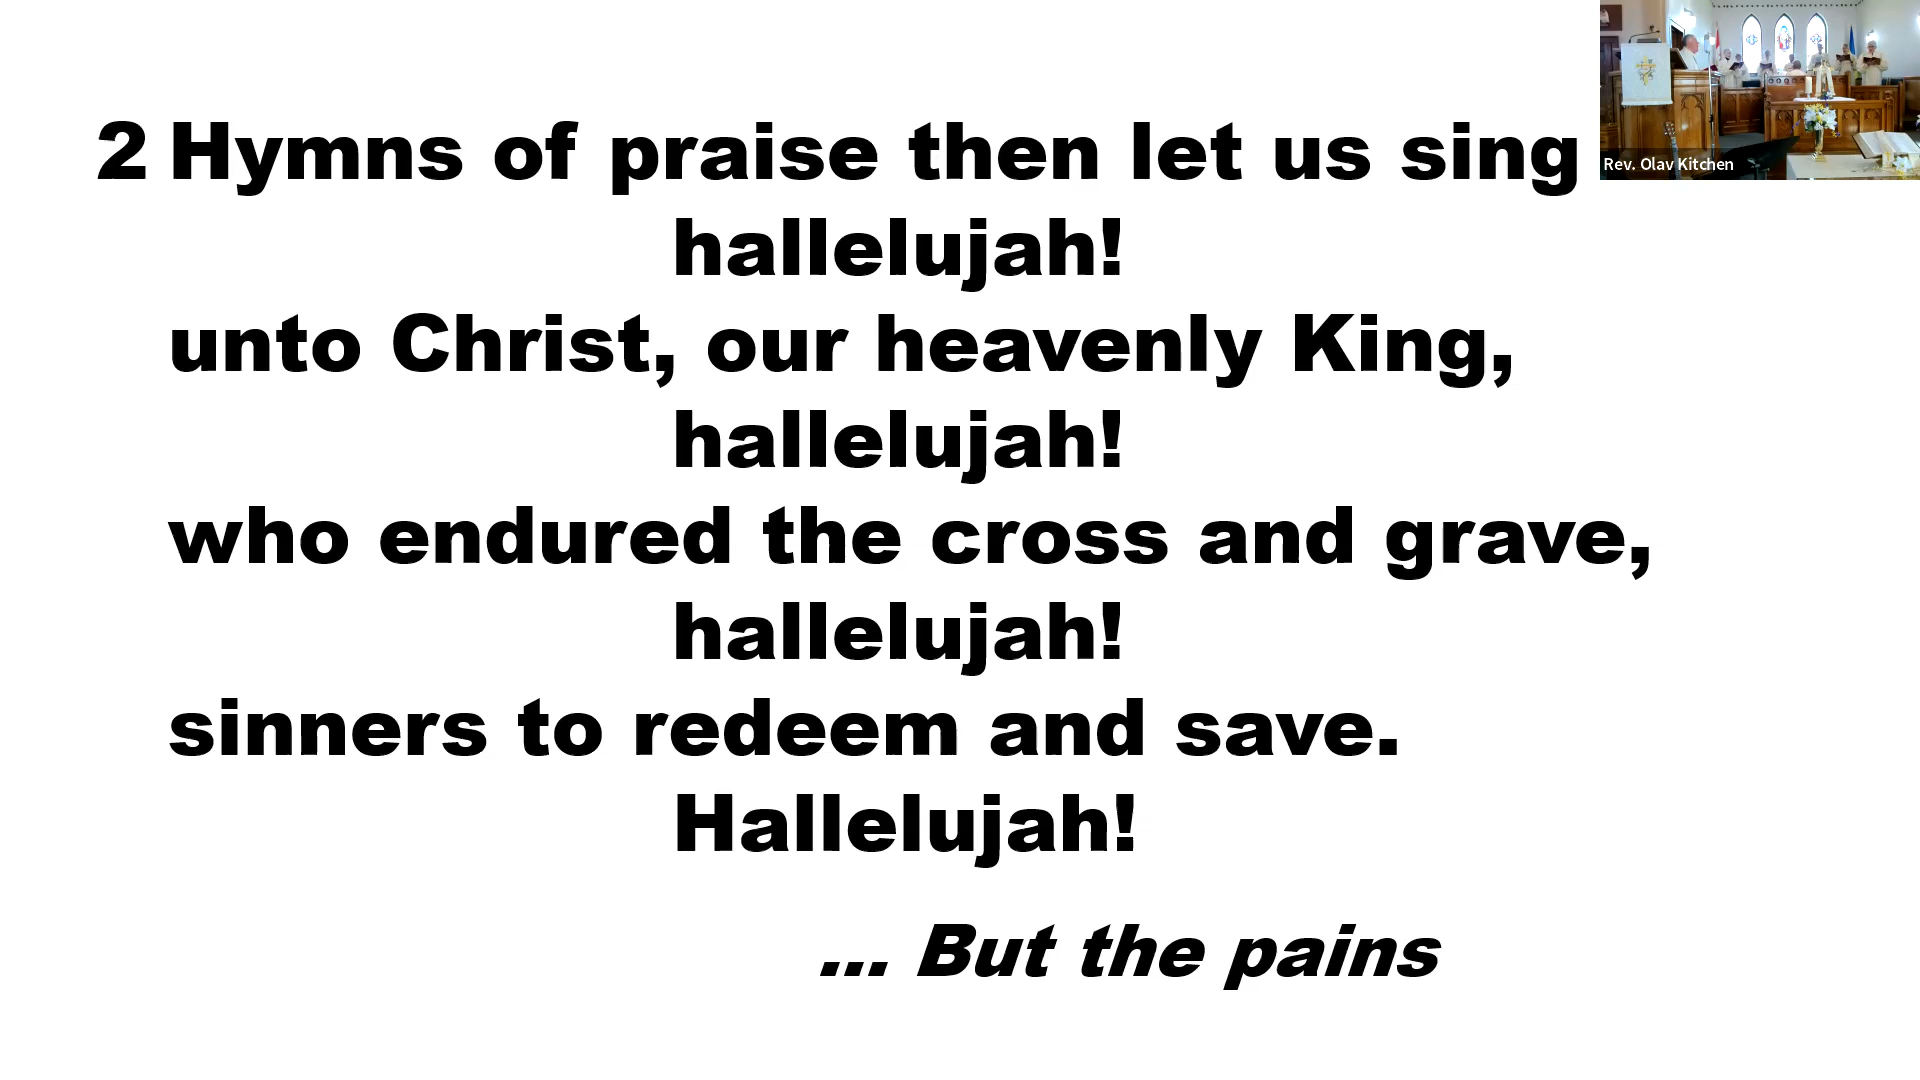 2 Hymns of praise then let us sing
hallelujah!
unto Christ, our heavenly King,
hallelujah!
who endured the cross and grave,
hallelujah!
sinners to redeem and save.
Hallelujah!
... But the pains
Rev. Olav Kitchen